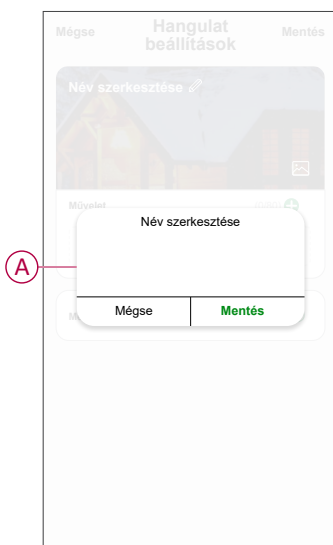 Mégse
Hangulat
beállítások
Mentés
Név szerkesztése
Művelet
Név szerkesztése
A
Mégse
Mentés